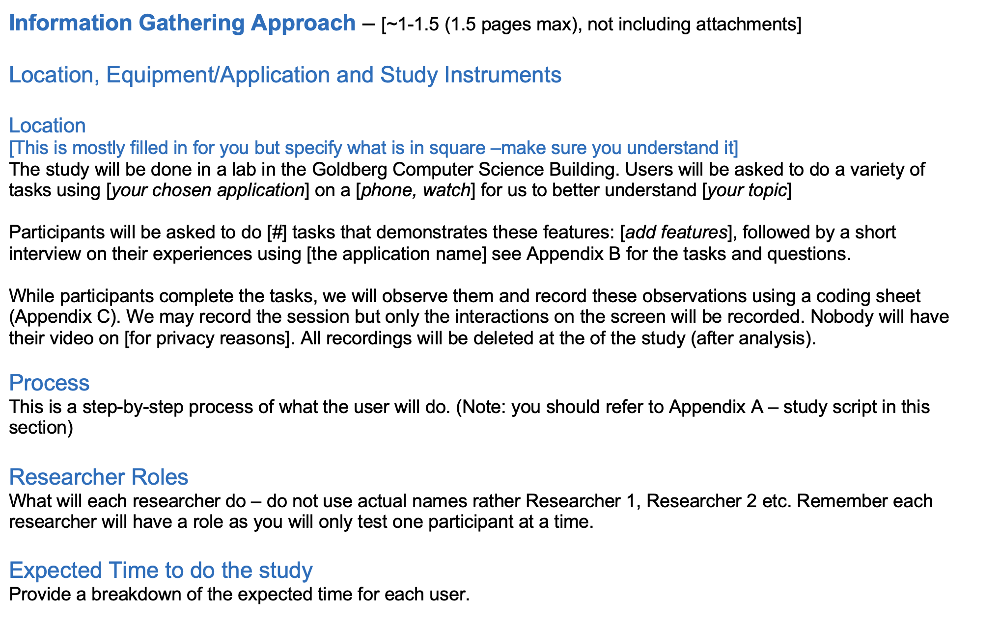 Information Gathering Approach – [~1-1.5 (1.5 pages max), not including attachments]
Location, Equipment/Application and Study Instruments
Location
[This is mostly filled in for you but specify what is in square –make sure you understand it]
The study will be done in a lab in the Goldberg Computer Science Building. Users will be asked to do a variety of
tasks using [your chosen application] on a [phone, watch] for us to better understand [your topic]
Participants will be asked to do [#] tasks that demonstrates these features: [add features], followed by a short
interview on their experiences using [the application name] see Appendix B for the tasks and questions.
While participants complete the tasks, we will observe them and record these observations using a coding sheet
(Appendix C). We may record the session but only the interactions on the screen will be recorded. Nobody will have
their video on [for privacy reasons]. All recordings will be deleted at the of the study (after analysis).
Process
This is a step-by-step process of what the user will do. (Note: you should refer to Appendix A – study script in this
section)
Researcher Roles
What will each researcher do – do not use actual names rather Researcher 1, Researcher 2 etc. Remember each
researcher will have a role as you will only test one participant at a time.
Expected Time to do the study
Provide a breakdown of the expected time for each user.